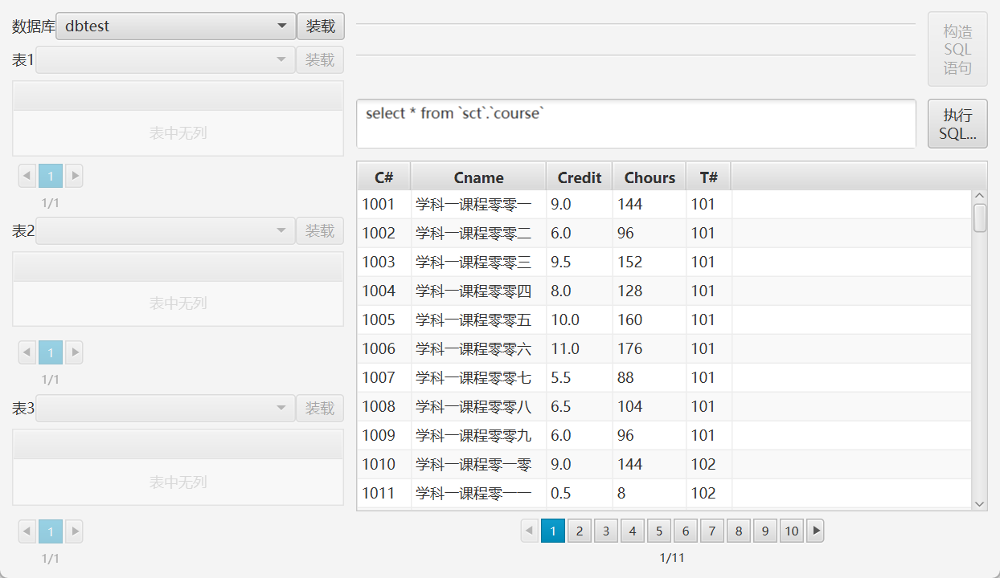 数据库 dbtest 装载
表1 装载
表中无列
1
1/1
表2 装载
表中无列
1
1/1
表3 装载
表中无列
1
1/1
构造
SQL
语句
select * from `sct`.`course`
执行
SQL...
C# Cname Credit Chours T#
1001 学科一课程零零一 9.0 144 101
1002 学科一课程零零二 6.0 96 101
1003 学科一课程零零三 9.5 152 101
1004 学科一课程零零四 8.0 128 101
1005 学科一课程零零五 10.0 160 101
1006 学科一课程零零六 11.0 176 101
1007 学科一课程零零七 5.5 88 101
1008 学科一课程零零八 6.5 104 101
1009 学科一课程零零九 6.0 96 101
1010 学科一课程零一零 9.0 144 102
1011 学科一课程零一一 0.5 8 102
1 2 3 4 5 6 7 8 9 10
1/11